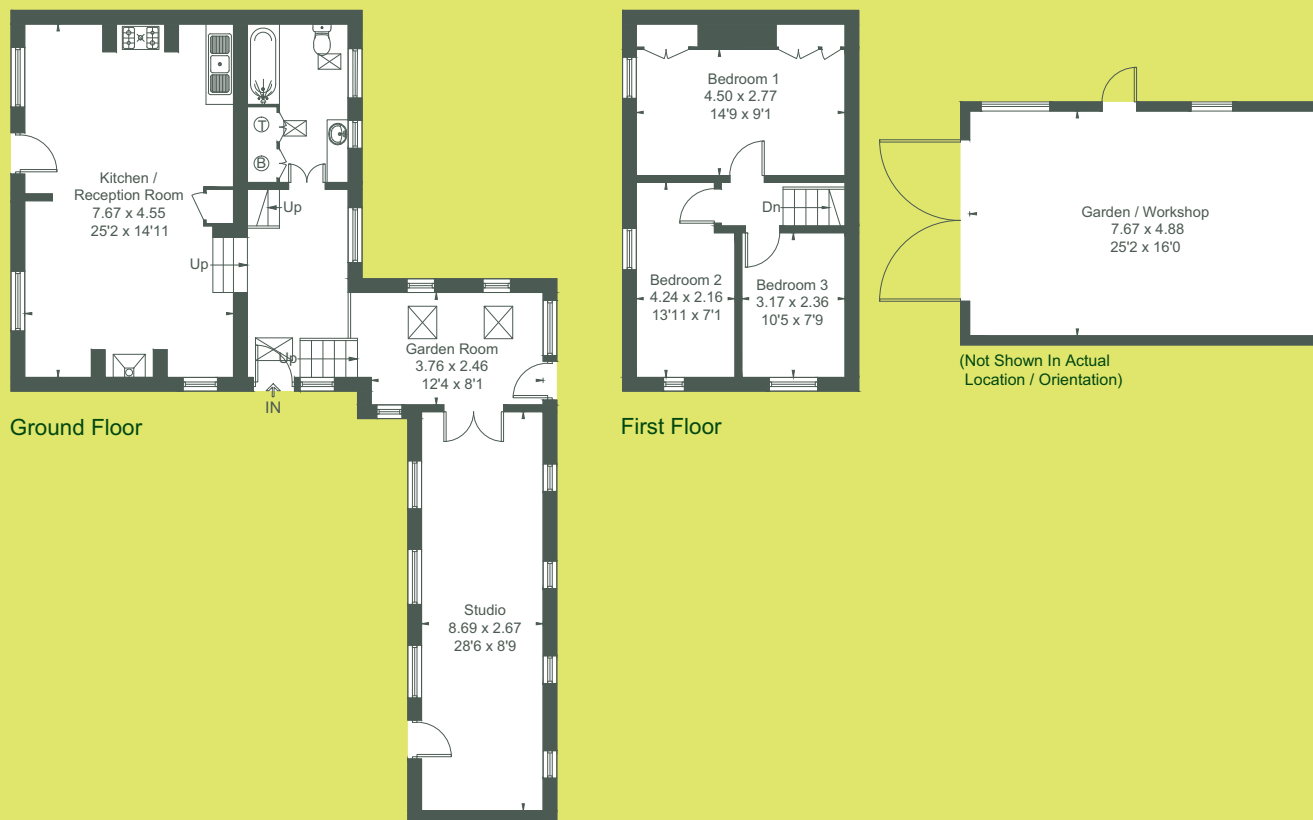 Kitchen /
Reception Room
7.67 x 4.55
25'2 x 14'11
T
B
Up
Up
Up
IN
Garden Room
3.76 x 2.46
12'4 x 8'1
Studio
8.69 x 2.67
28'6 x 8'9
Ground Floor
Bedroom 1
4.50 x 2.77
14'9 x 9'1
Dn
Bedroom 2
4.24 x 2.16
13'11 x 7'1
Bedroom 3
3.17 x 2.36
10'5 x 7'9
First Floor
Garden / Workshop
7.67 x 4.88
25'2 x 16'0
(Not Shown In Actual
Location / Orientation)